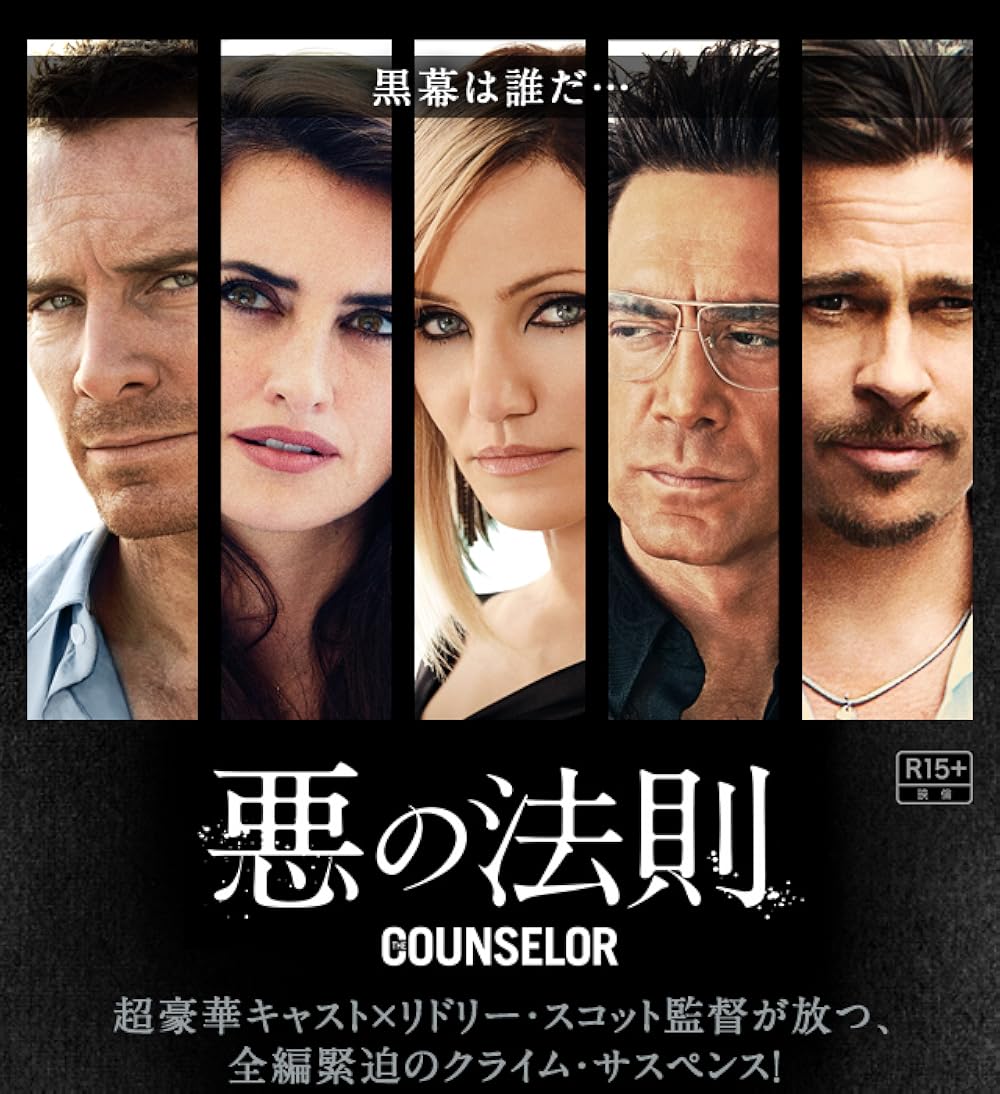 黒幕は誰だ…
R15+
映倫
悪の法則
THE COUNSELOR
超豪華キャスト×リドリー・スコット監督が放つ、
全編緊迫のクライム・サスペンス!